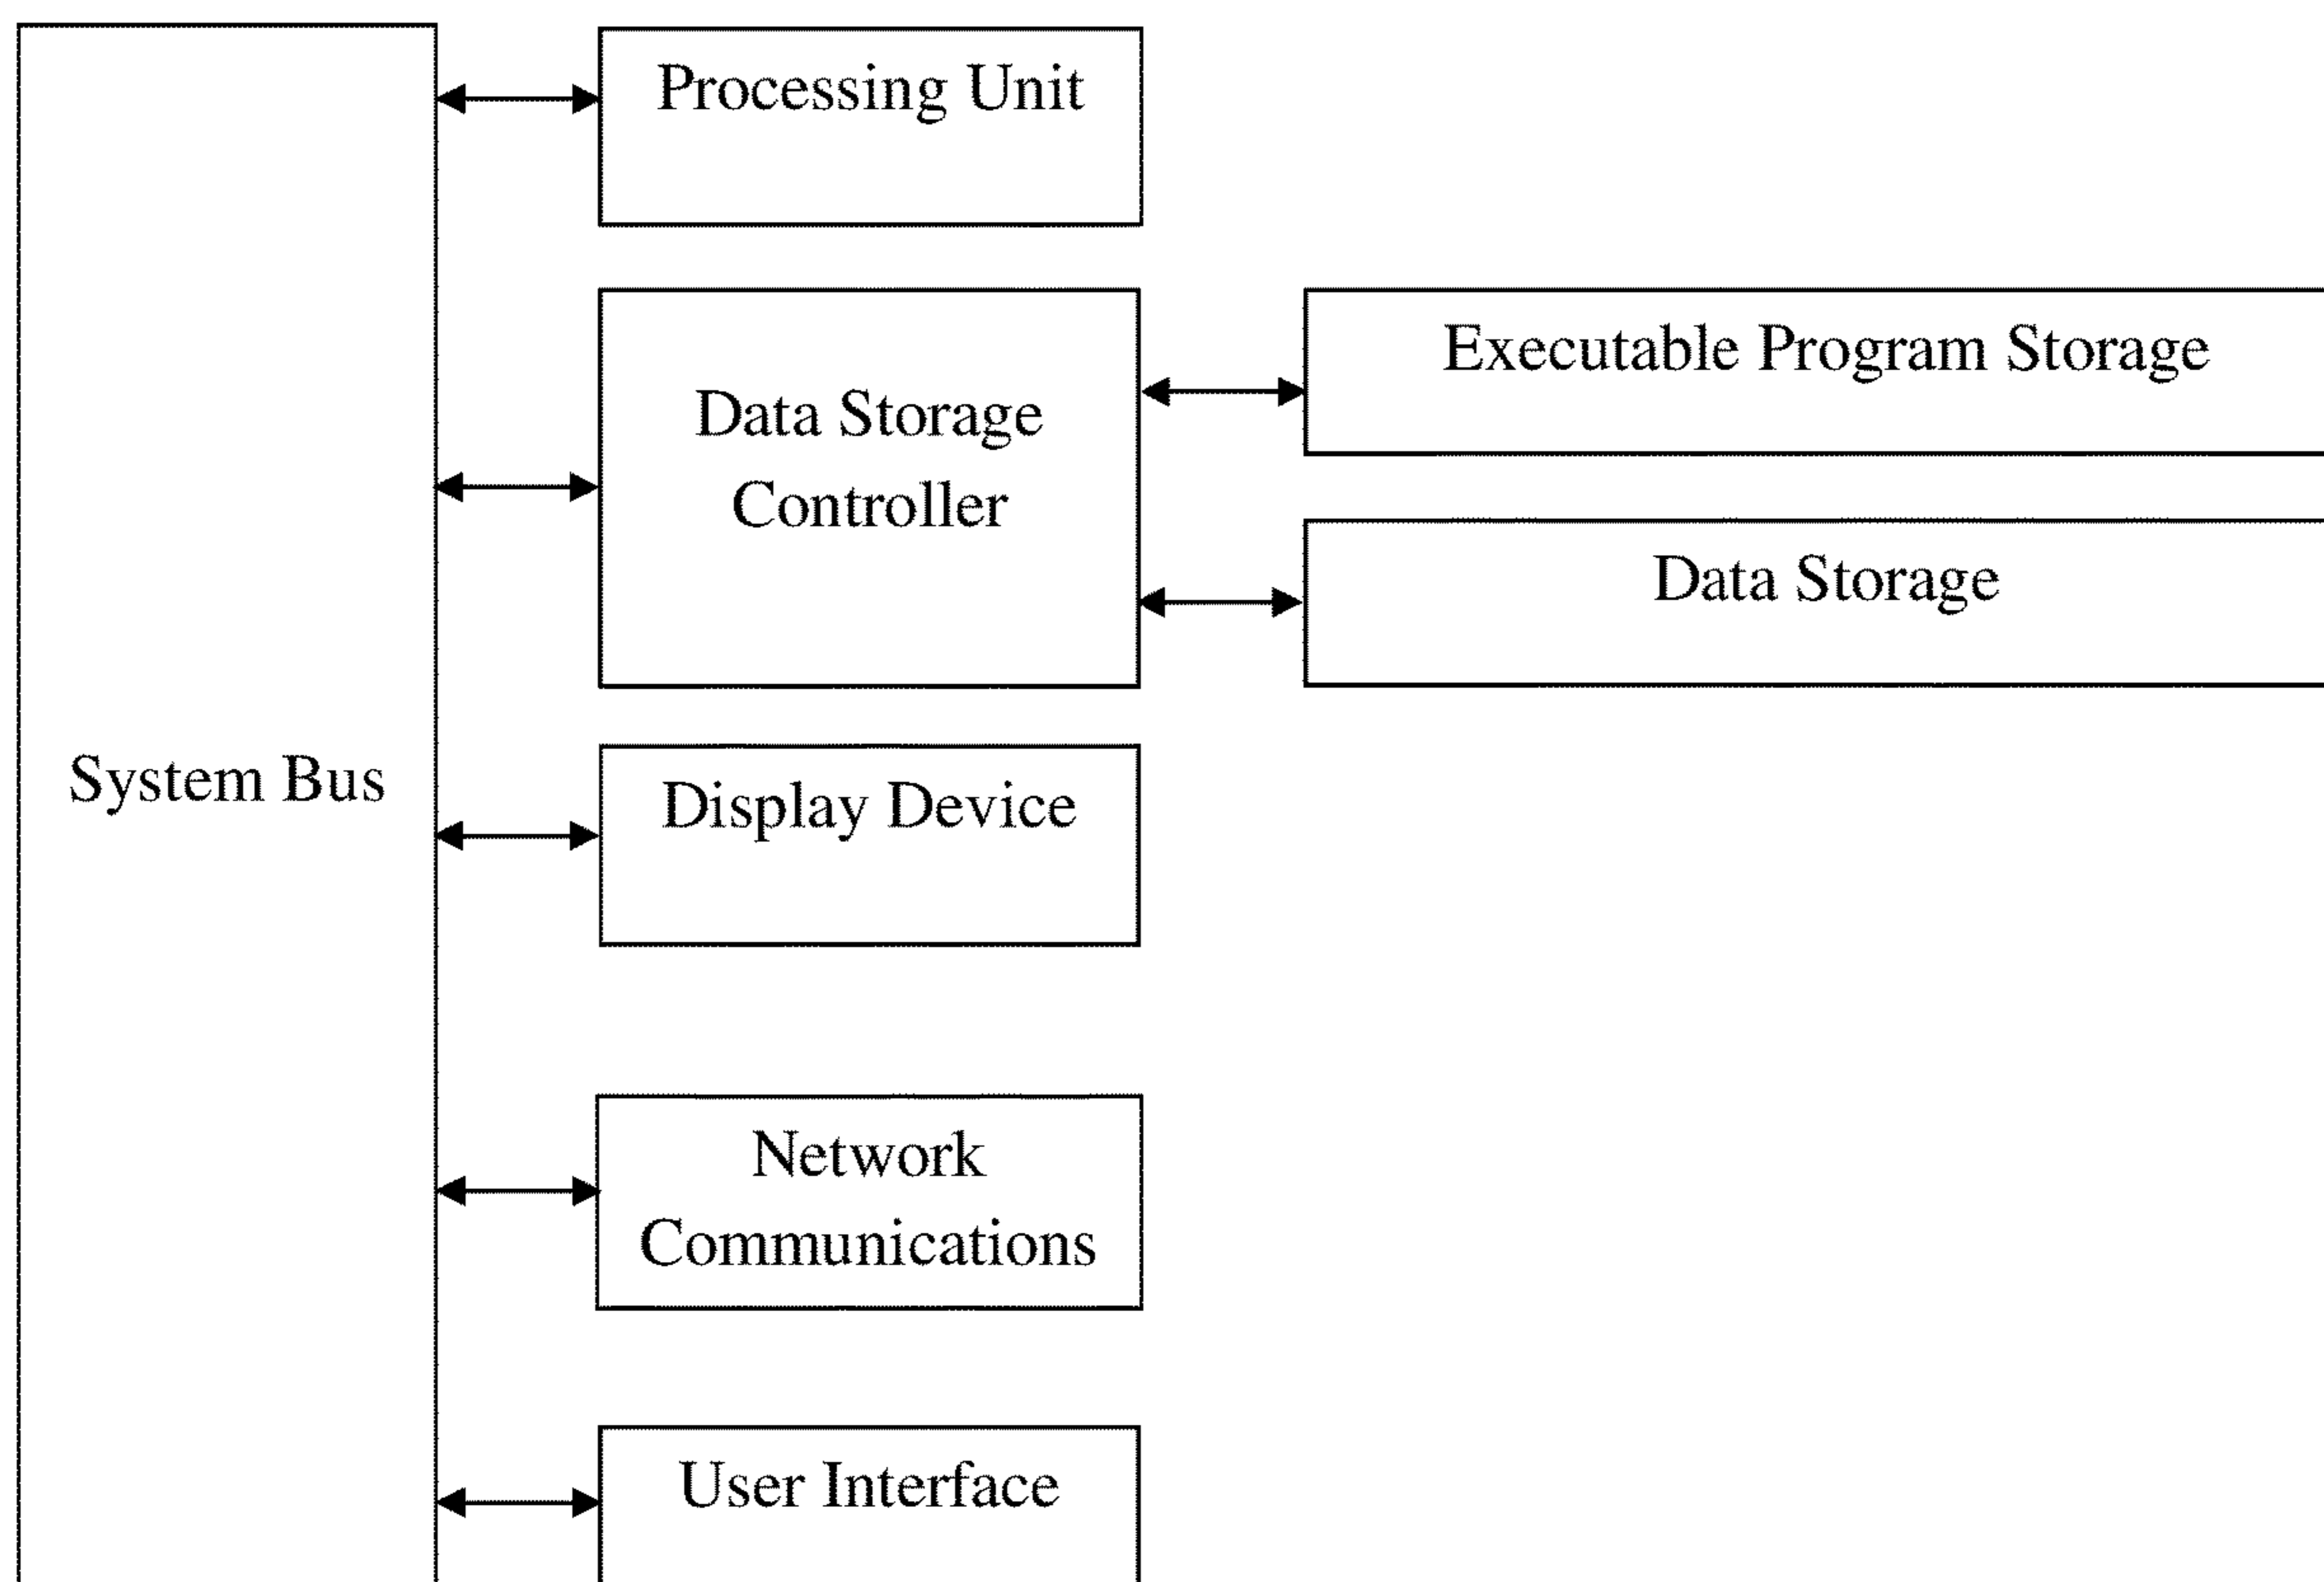 Processing Unit
Executable Program Storage
Data Storage
Controller
Data Storage
System Bus
Display Device
Network
Communications
User Interface